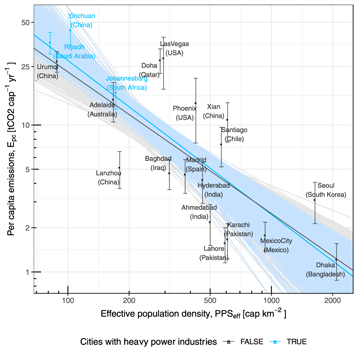 50
25
10
5
2
1
Per capita emissions, Epc [tCO2 cap−1 yr−1]
Yinchuan
(China)
Riyadh
(Saudi Arabia)
Urumqi
(China)
LasVegas
(USA)
Doha
(Qatar)
Johannesburg
(South Africa)
Adelaide
(Australia)
Phoenix
(USA)
Xian
(China)
Santiago
(Chile)
Lanzhou
(China)
Baghdad
(Iraq)
Madrid
(Spain)
Hyderabad
(India)
Seoul
(South Korea)
Ahmedabad
(India)
Karachi
(Pakistan)
Lahore
(Pakistan)
MexicoCity
(Mexico)
Dhaka
(Bangladesh)
100 200 500 1000 2000
Effective population density, PPSeff [cap km−2 ]
Cities with heavy power industries FALSE TRUE